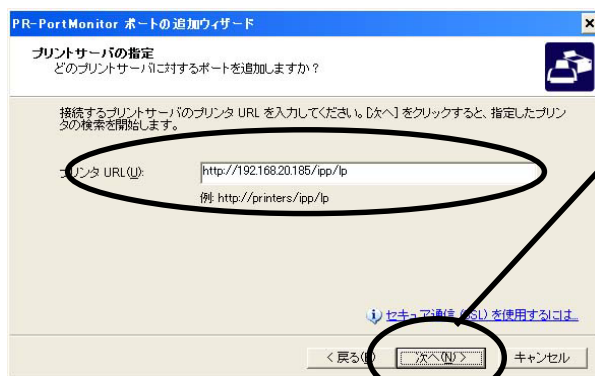 PR-PortMonitor ポートの追加ウィザード
プリントサーバの指定
どのプリントサーバに対するポートを追加しますか？
接続するプリントサーバのプリンタ URL を入力してください。[次へ] をクリックすると、指定したプリン
タの検索を開始します。
プリンタ URL(U):
http://192.168.20.185/ipp/lp
例: http://printers/ipp/lp
セキュア通信 (SSL) を使用するには...
< 戻る(B)
次へ(N) >
キャンセル